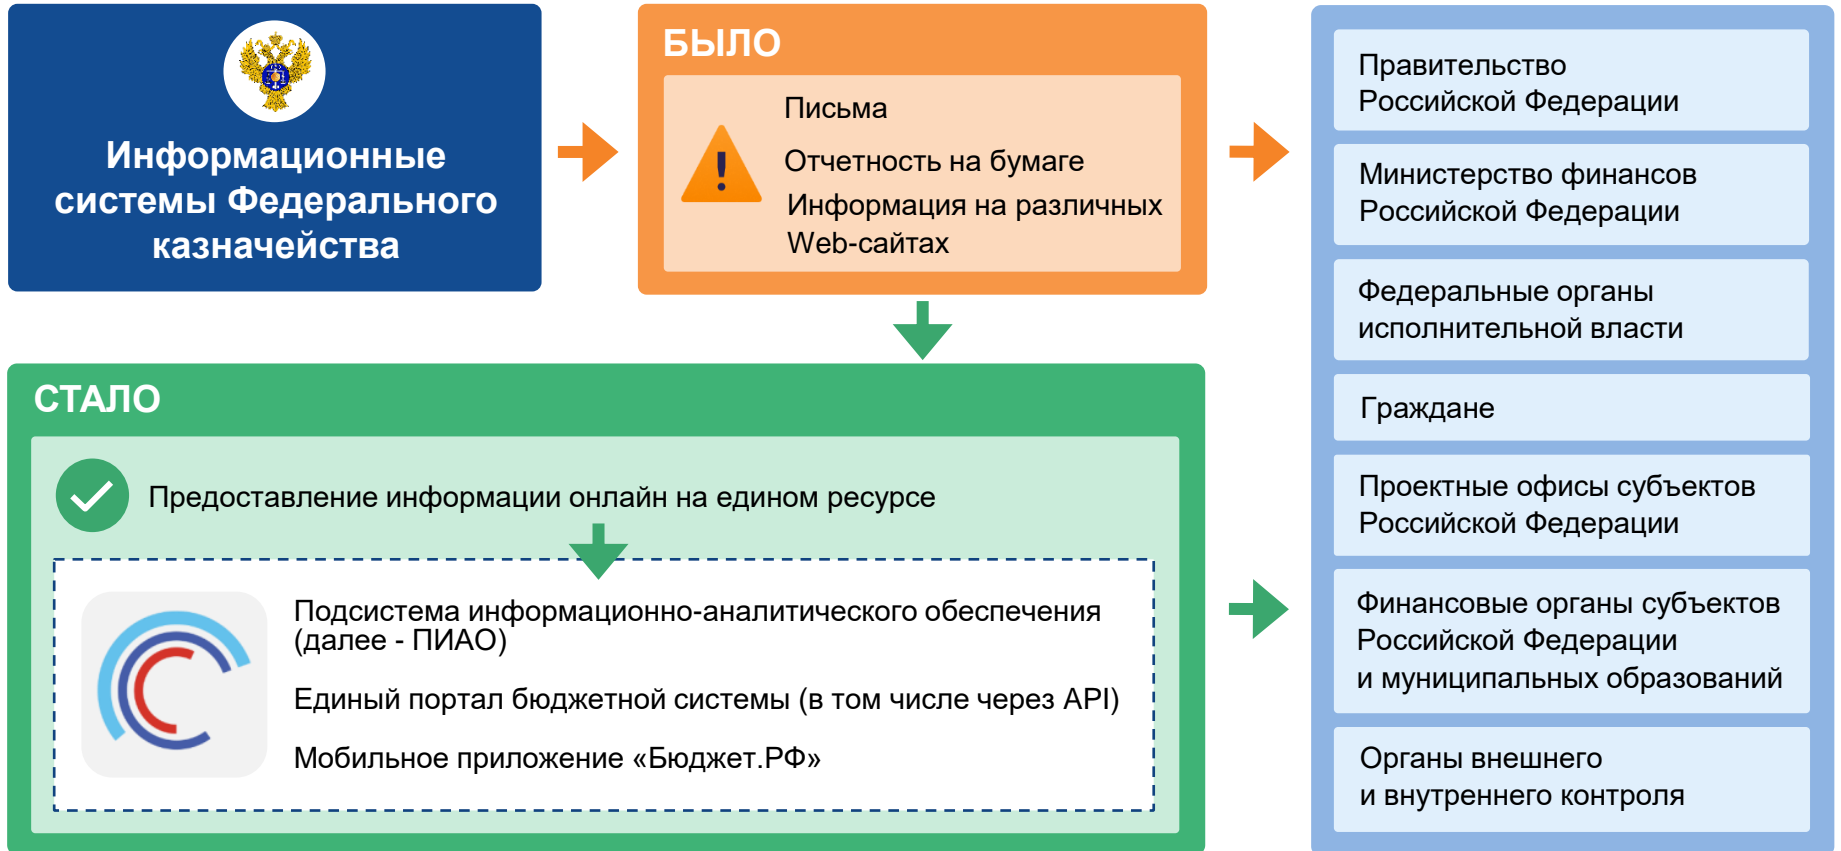 Информационные
системы Федерального
казначейства
БЫЛО
Письма
Отчетность на бумаге
Информация на различных
Web-сайтах
СТАЛО
Предоставление информации онлайн на едином ресурсе
Подсистема информационно-аналитического обеспечения
(далее - ПИАО)
Единый портал бюджетной системы (в том числе через API)
Мобильное приложение «Бюджет.РФ»
Правительство
Российской Федерации
Министерство финансов
Российской Федерации
Федеральные органы
исполнительной власти
Граждане
Проектные офисы субъектов
Российской Федерации
Финансовые органы субъектов
Российской Федерации
и муниципальных образований
Органы внешнего
и внутреннего контроля